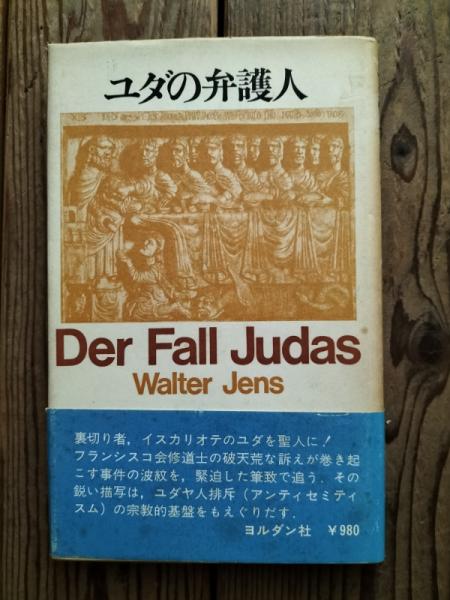 ユダの弁護人
Der Fall Judas
Walter Jens
裏切り者，イスカリオテのユダを聖人に！
フランシスコ会修道士の破天荒な訴えが巻き起
こす事件の波紋を，緊迫した筆致で追う．その
鋭い描写は，ユダヤ人排斥（アンティセミティ
スム）の宗教的基盤をもえぐりだす．
ヨルダン社　￥980